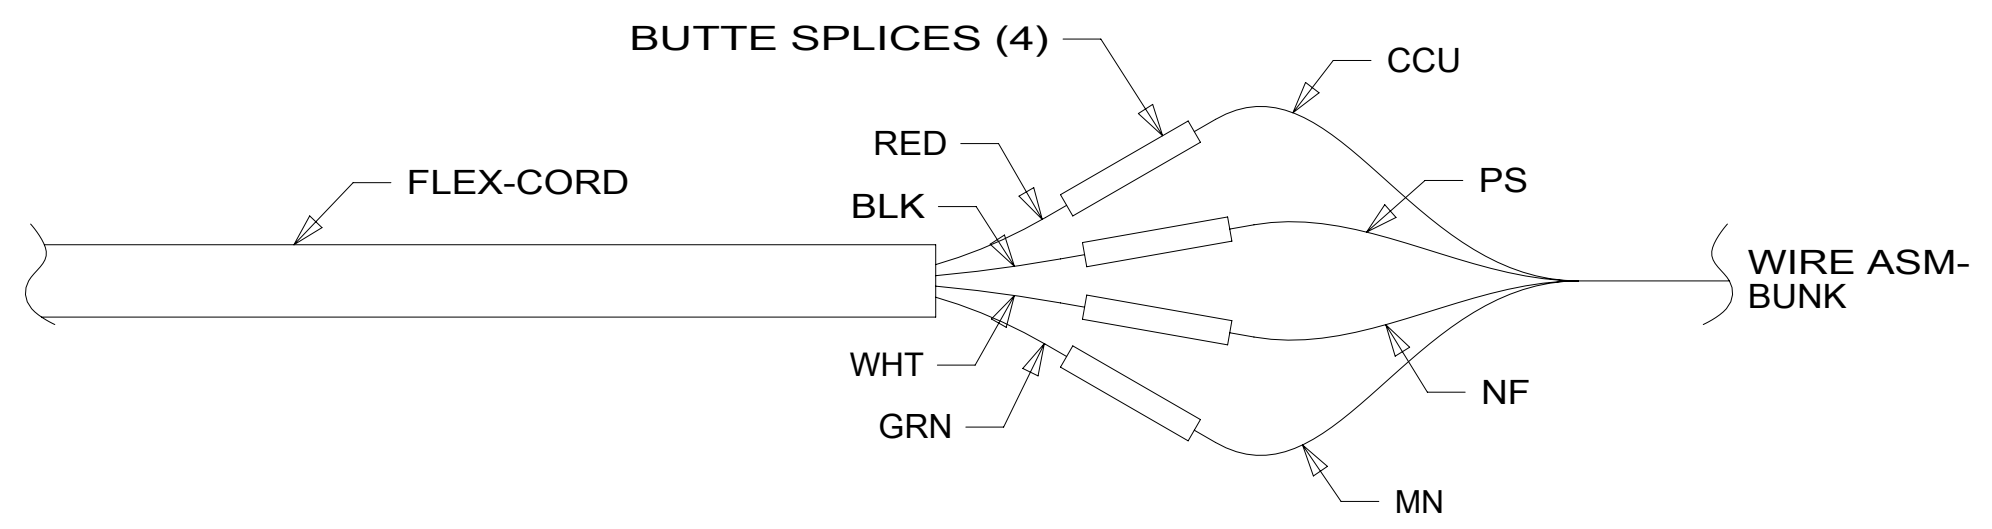 BUTTE SPLICES (4)
CCU
RED
FLEX-CORD
PS
BLK
WIRE ASM-
BUNK
WHT
NF
GRN
MN